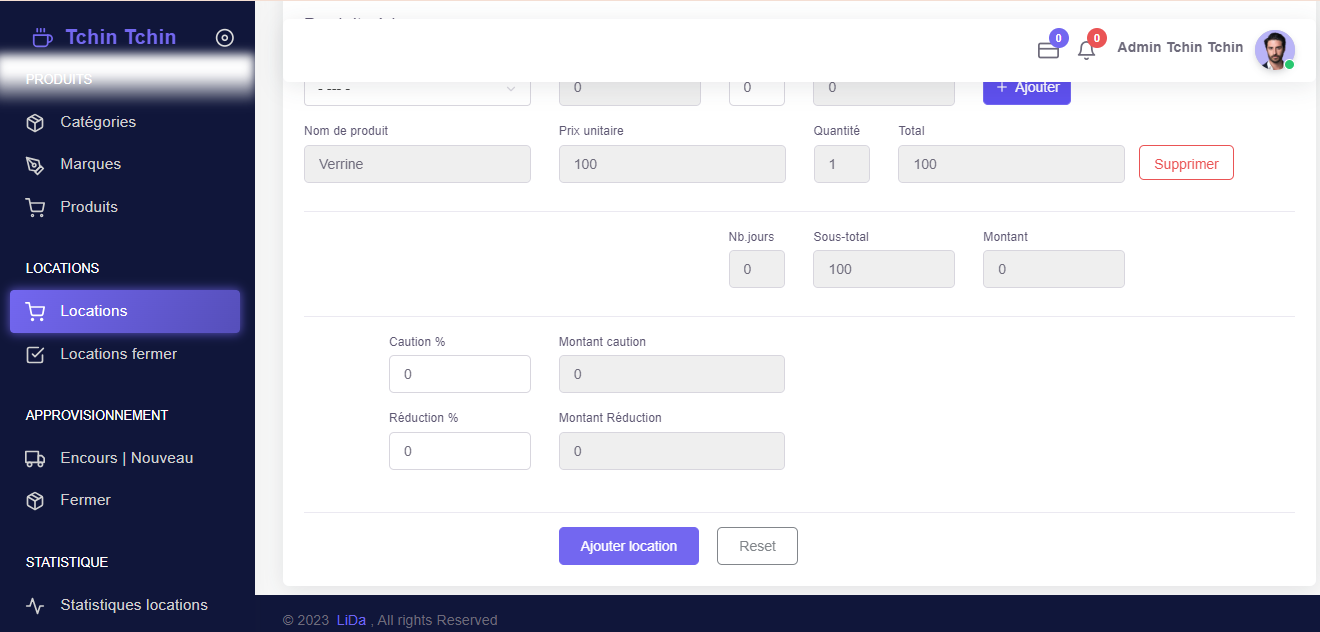 Tchin Tchin
PRODUITS
Catégories
Marques
Produits
LOCATIONS
Locations
Locations fermer
APPROVISIONNEMENT
Encours | Nouveau
Fermer
STATISTIQUE
Statistiques locations
0
0
Admin Tchin Tchin
0
0
0
+ Ajouter
Nom de produit
Prix unitaire
Quantité
Total
Verrine
100
1
100
Supprimer
Nb.jours
Sous-total
Montant
0
100
0
Caution %
Montant caution
0
0
Réduction %
Montant Réduction
0
0
Ajouter location
Reset
© 2023 LiDa , All rights Reserved